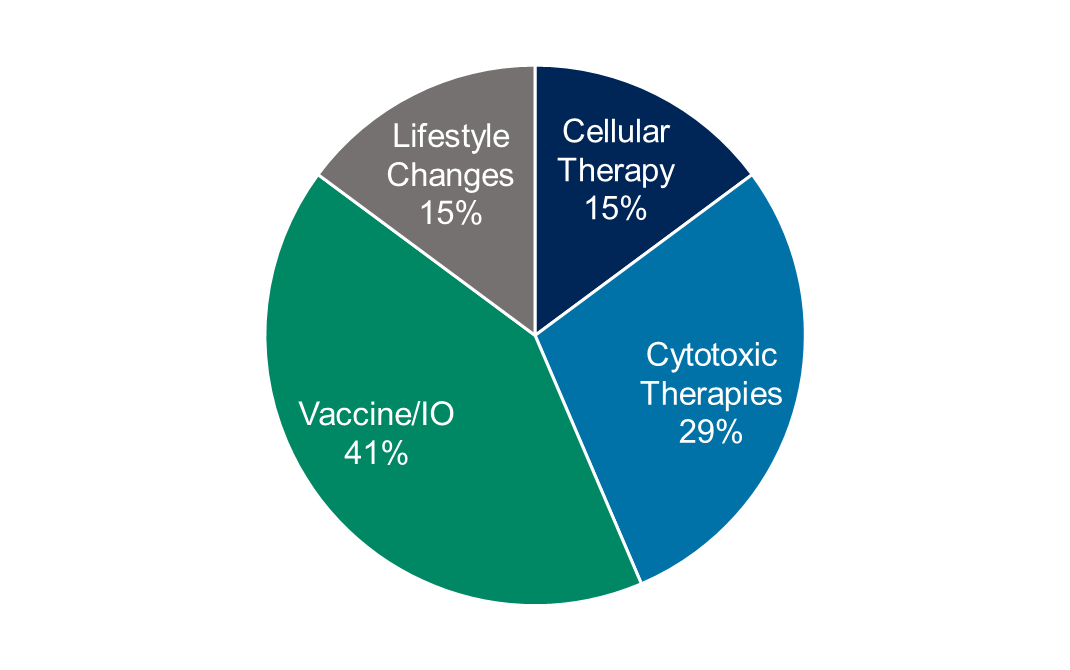 Lifestyle
Changes
15%
Cellular
Therapy
15%
Cytotoxic
Therapies
29%
Vaccine/IO
41%